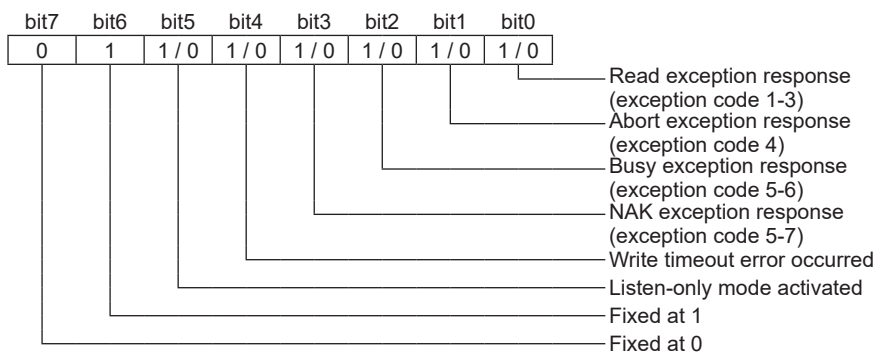 bit7 bit6 bit5 bit4 bit3 bit2 bit1 bit0
0 1 1 / 0 1 / 0 1 / 0 1 / 0 1 / 0 1 / 0
Read exception response
(exception code 1-3)
Abort exception response
(exception code 4)
Busy exception response
(exception code 5-6)
NAK exception response
(exception code 5-7)
Write timeout error occurred
Listen-only mode activated
Fixed at 1
Fixed at 0